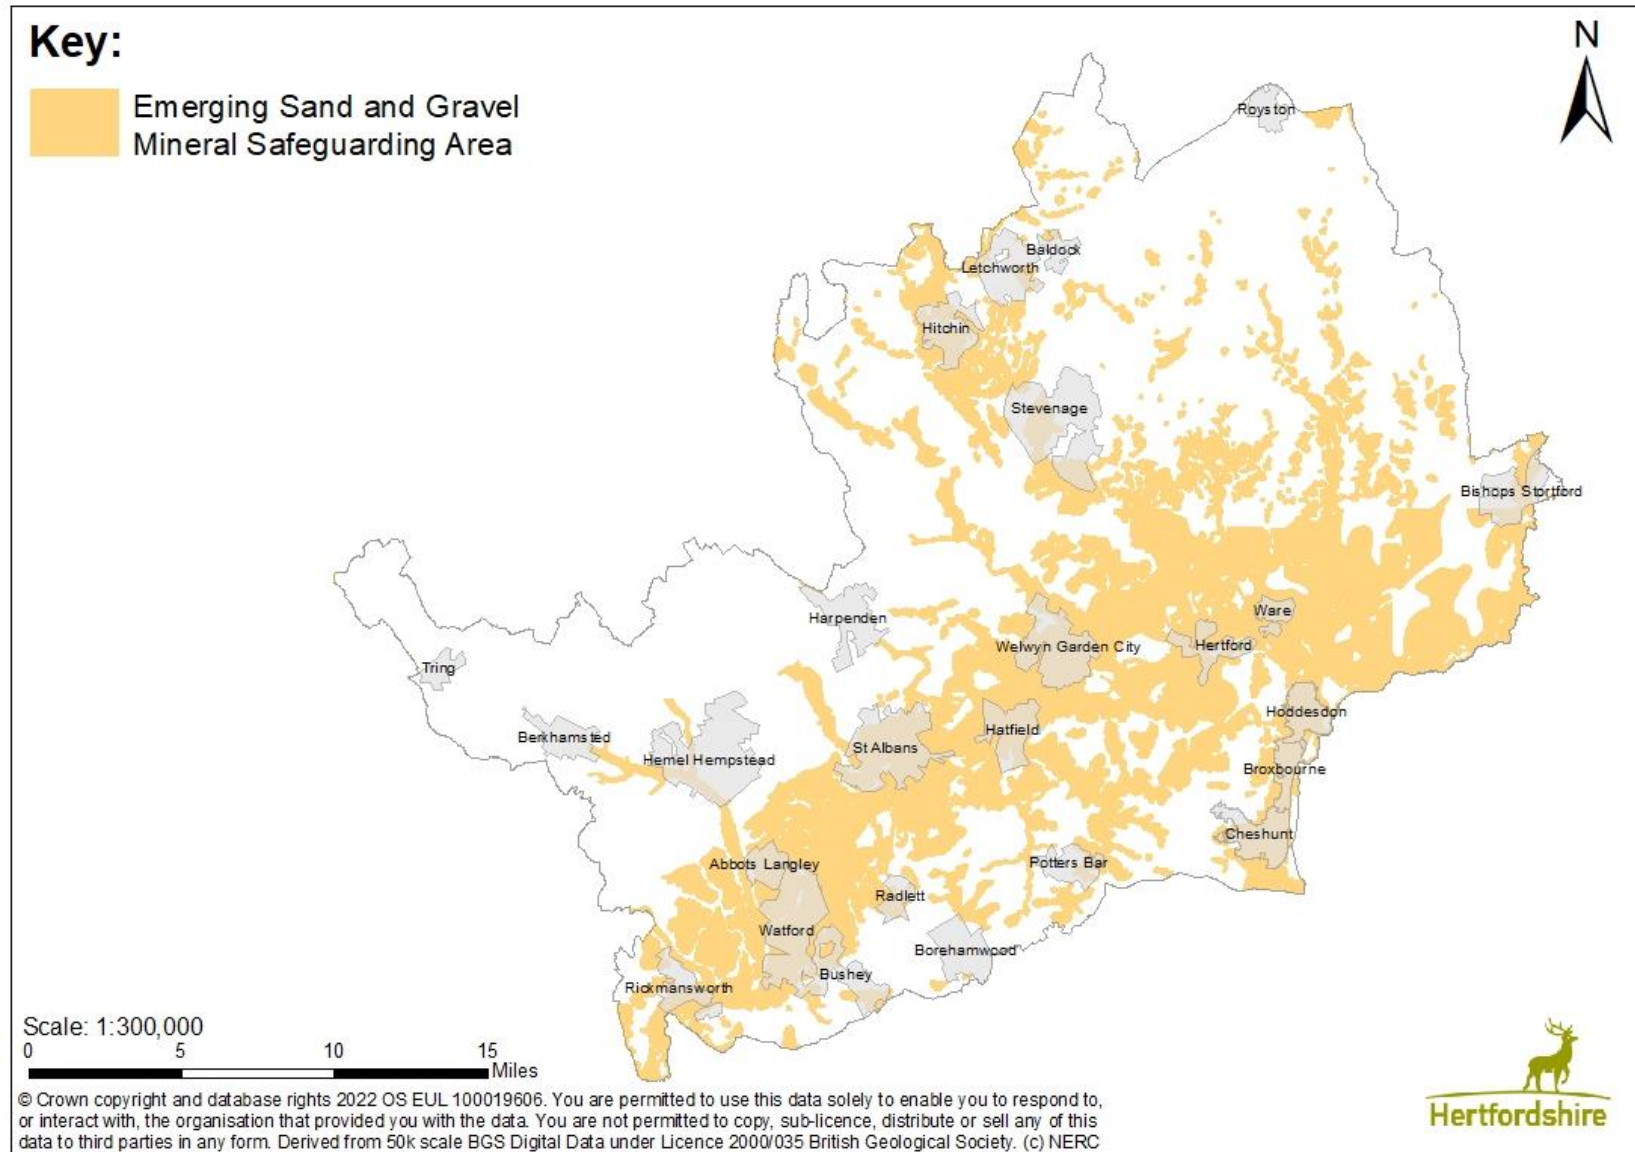 Key:
Emerging Sand and Gravel
Mineral Safeguarding Area
N
Royston
Baldock
Letchworth
Hitchin
Stevenage
Bishops Stortford
Harpenden
Ware
Welwyn Garden City
Hertford
Tring
Hoddesdon
Berkhamsted
Hemel Hempstead
St Albans
Hatfield
Broxbourne
Cheshunt
Abbots Langley
Potters Bar
Radlett
Watford
Borehamwood
Bushey
Rickmansworth
Scale: 1:300,000
0 5 10 15
Miles
© Crown copyright and database rights 2022 OS EUL 100019606. You are permitted to use this data solely to enable you to respond to,
or interact with, the organisation that provided you with the data. You are not permitted to copy, sub-licence, distribute or sell any of this
data to third parties in any form. Derived from 50k scale BGS Digital Data under Licence 2000/035 British Geological Society. (c) NERC
Hertfordshire